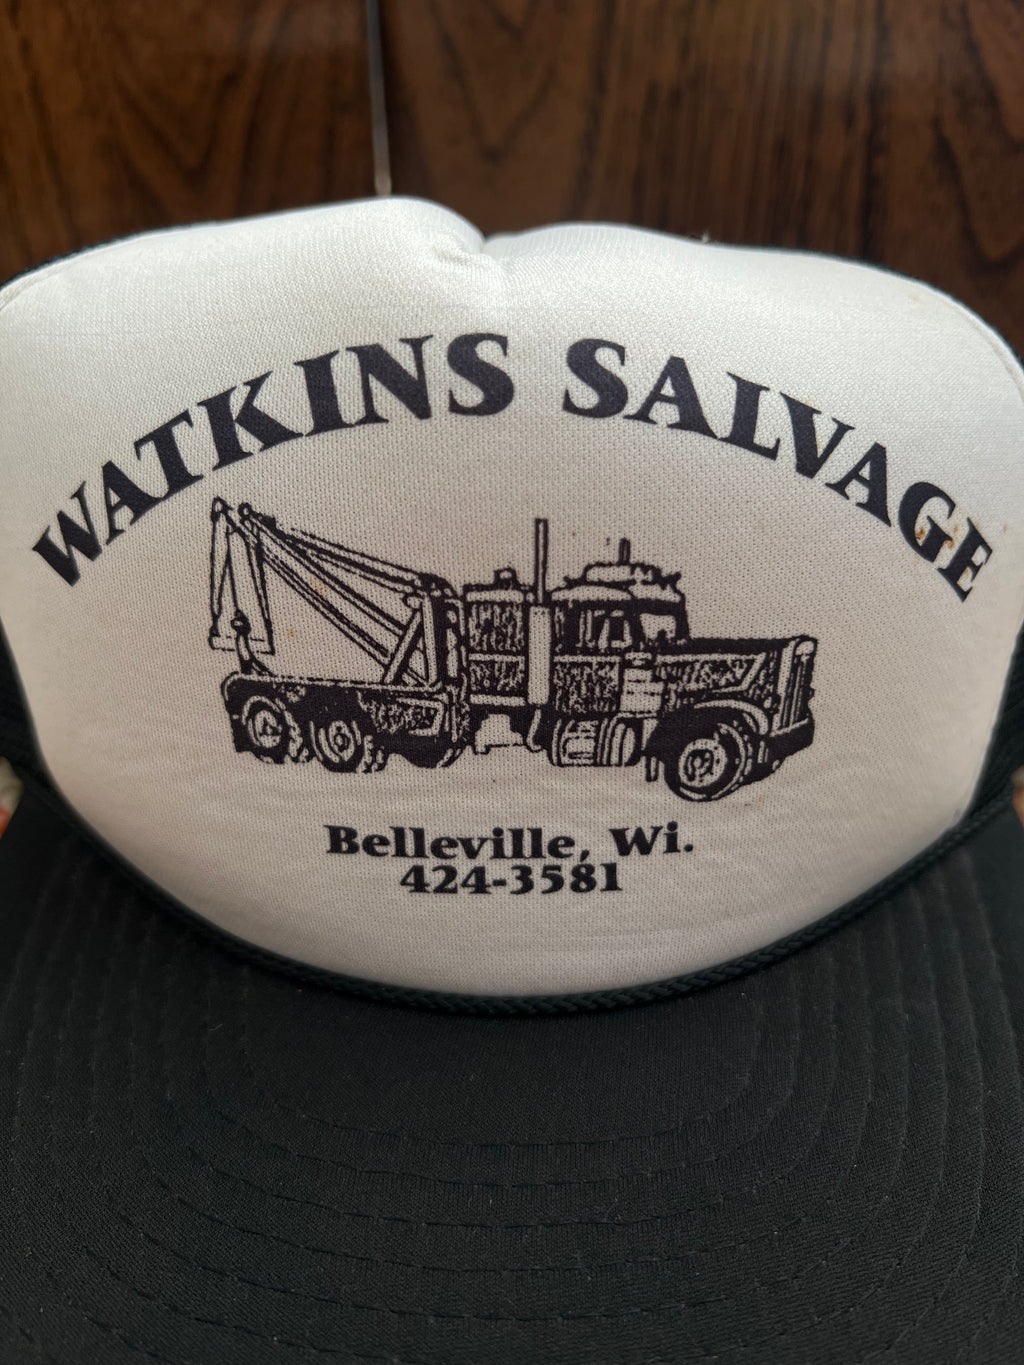 WATKINS SALVAGE
Belleville, Wi.
424-3581